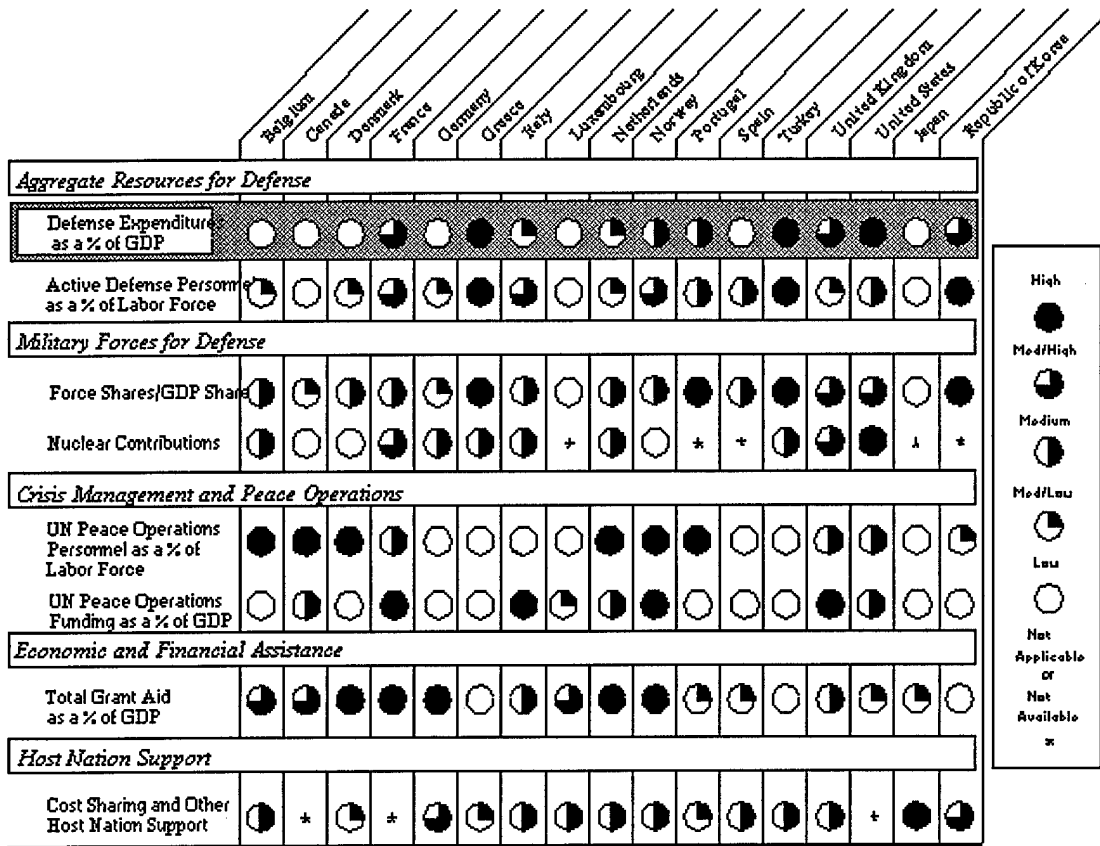 Belgium
Canada
Denmark
France
Germany
Greece
Italy
Luxembourg
Netherlands
Norway
Portugal
Spain
Turkey
United Kingdom
United States
Japan
Republic of Korea
Aggregate Resources for Defense
Defense Expenditures
as a % of GDP
Active Defense Personnel
as a % of Labor Force
Military Forces for Defense
Force Shares/GDP Share
Nuclear Contributions
* * * * *
Crisis Management and Peace Operations
UN Peace Operations
Personnel as a % of
Labor Force
UN Peace Operations
Funding as a % of GDP
Economic and Financial Assistance
Total Grant Aid
as a % of GDP
Host Nation Support
Cost Sharing and Other
Host Nation Support
* * *
High
Med/High
Medium
Med/Low
Low
Not
Applicable
or
Not
Available
*